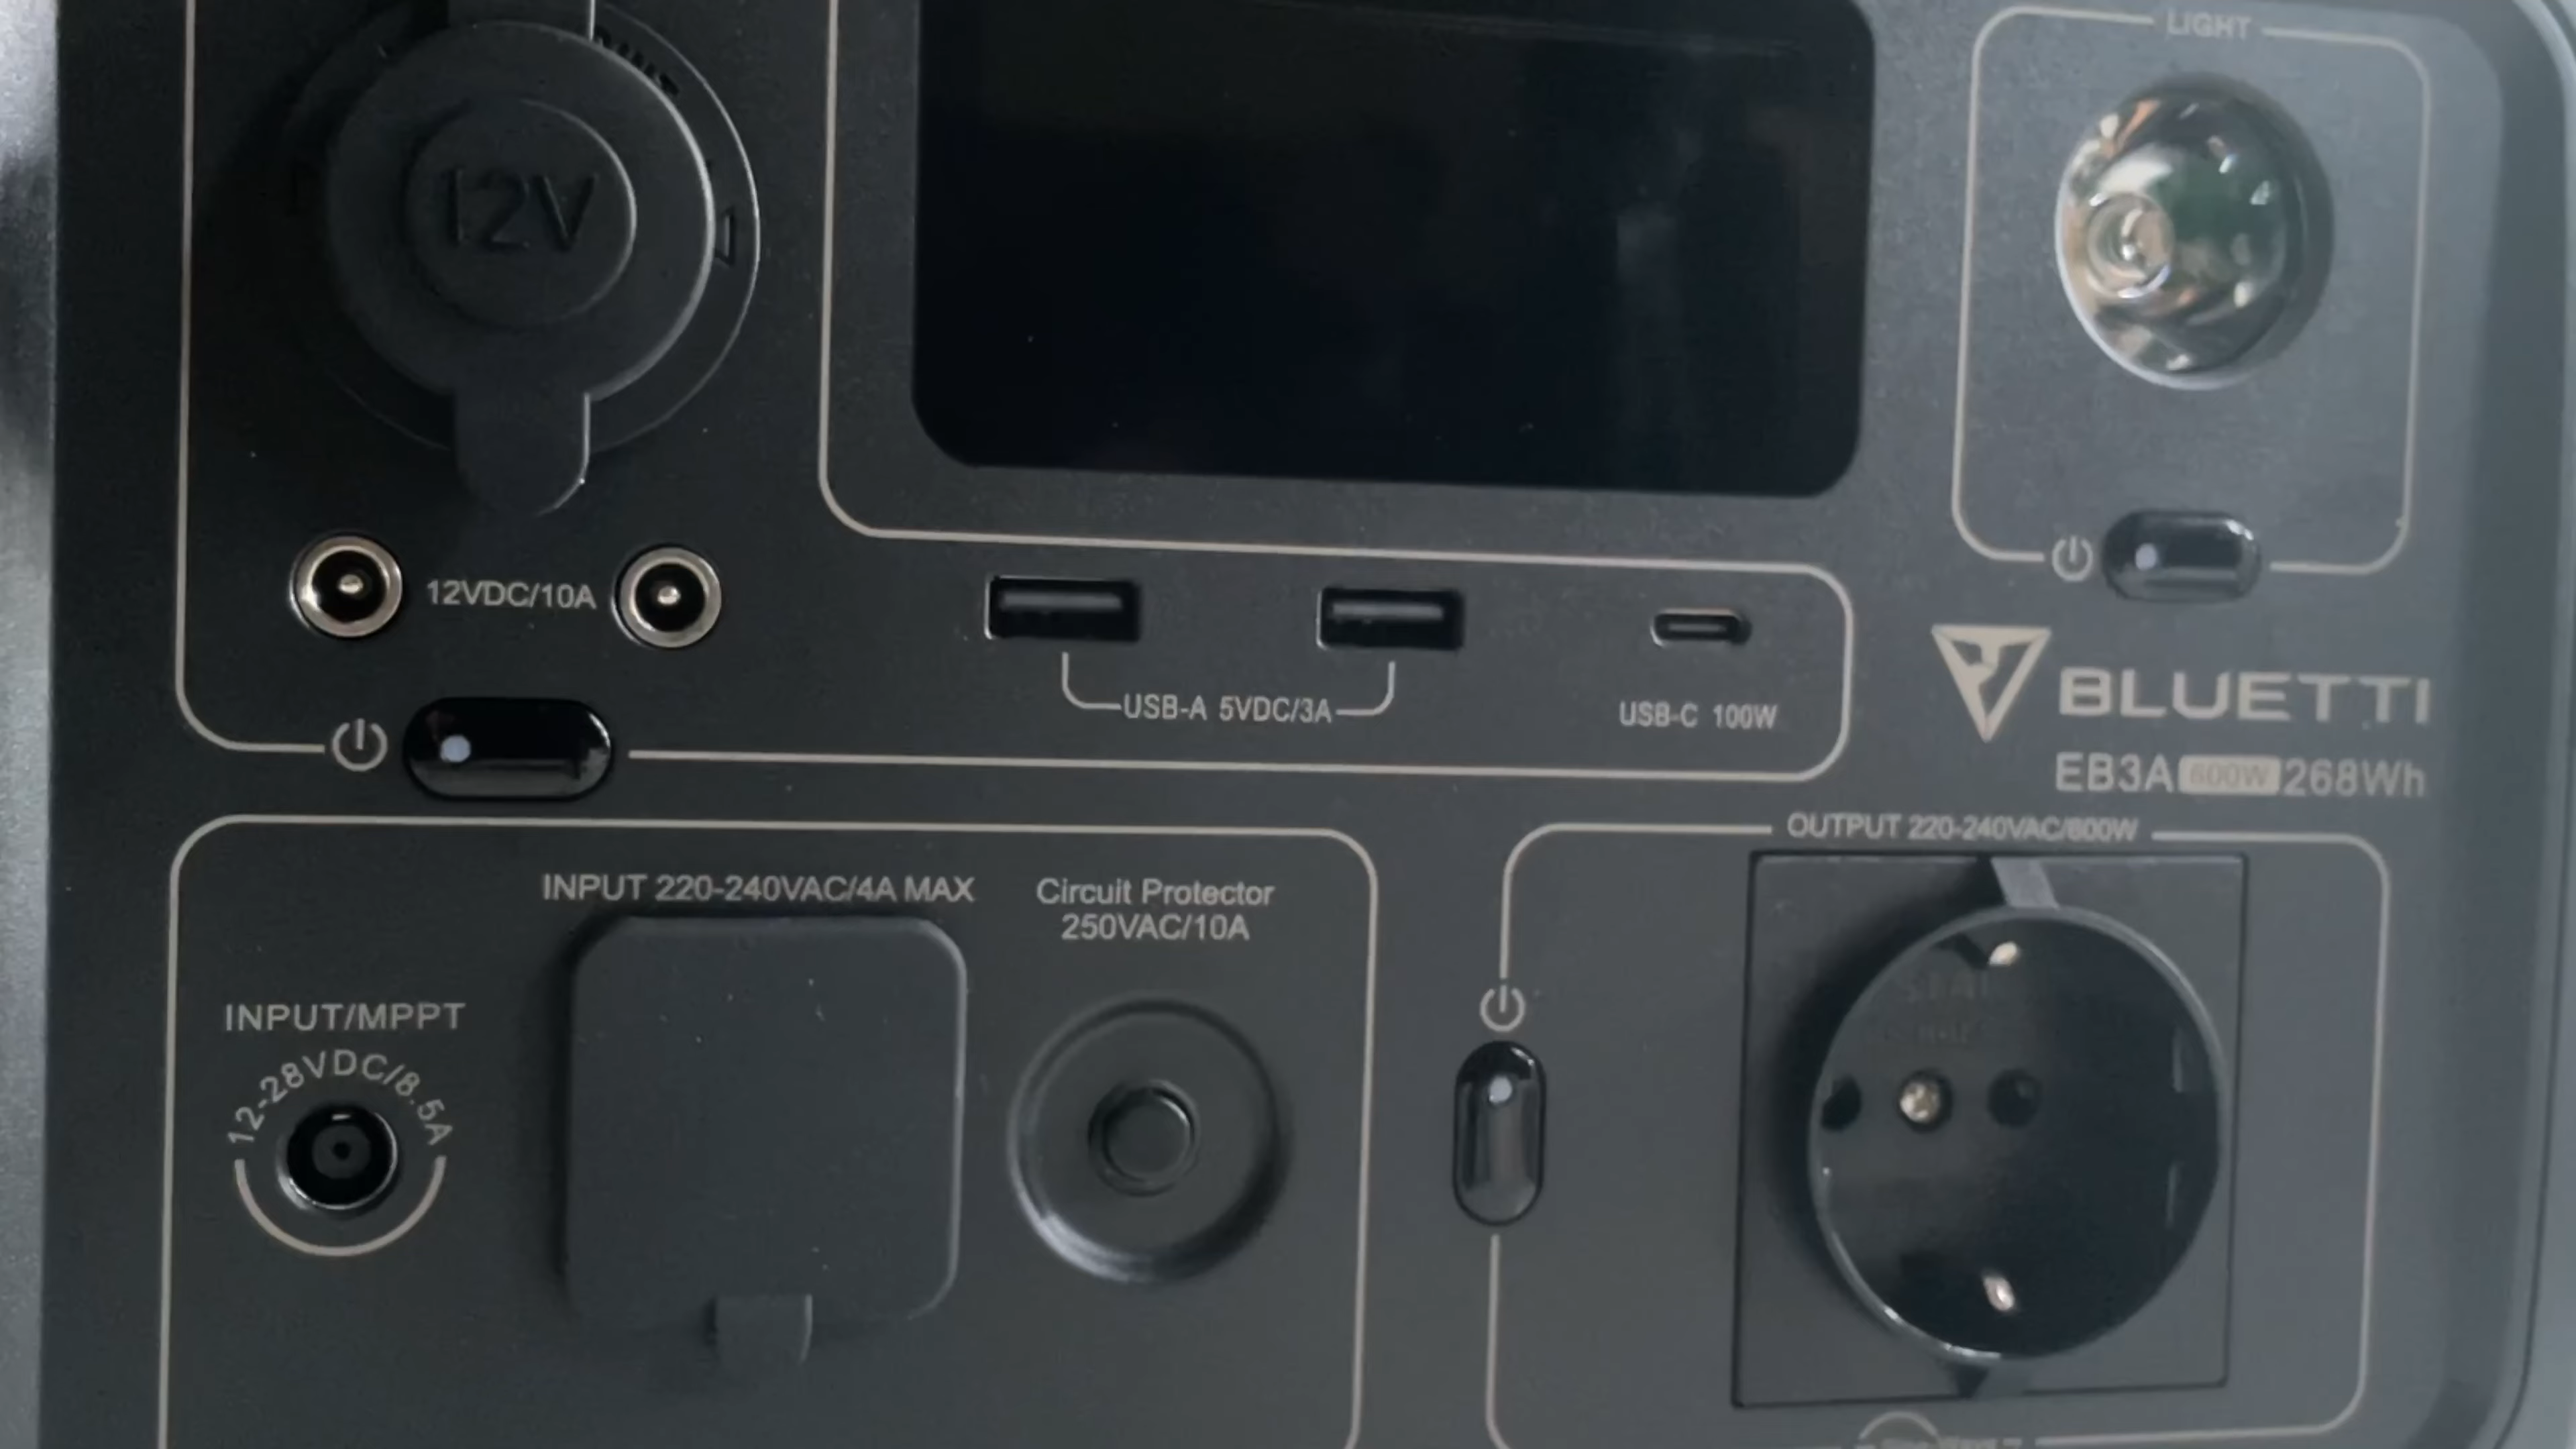 LIGHT
12V
12VDC/10A
USB-A 5VDC/3A
USB-C 100W
BLUETTI
EB3A 600W 268Wh
OUTPUT 220-240VAC/600W
INPUT 220-240VAC/4A MAX
Circuit Protector
250VAC/10A
INPUT/MPPT
12-28VDC/8.5A